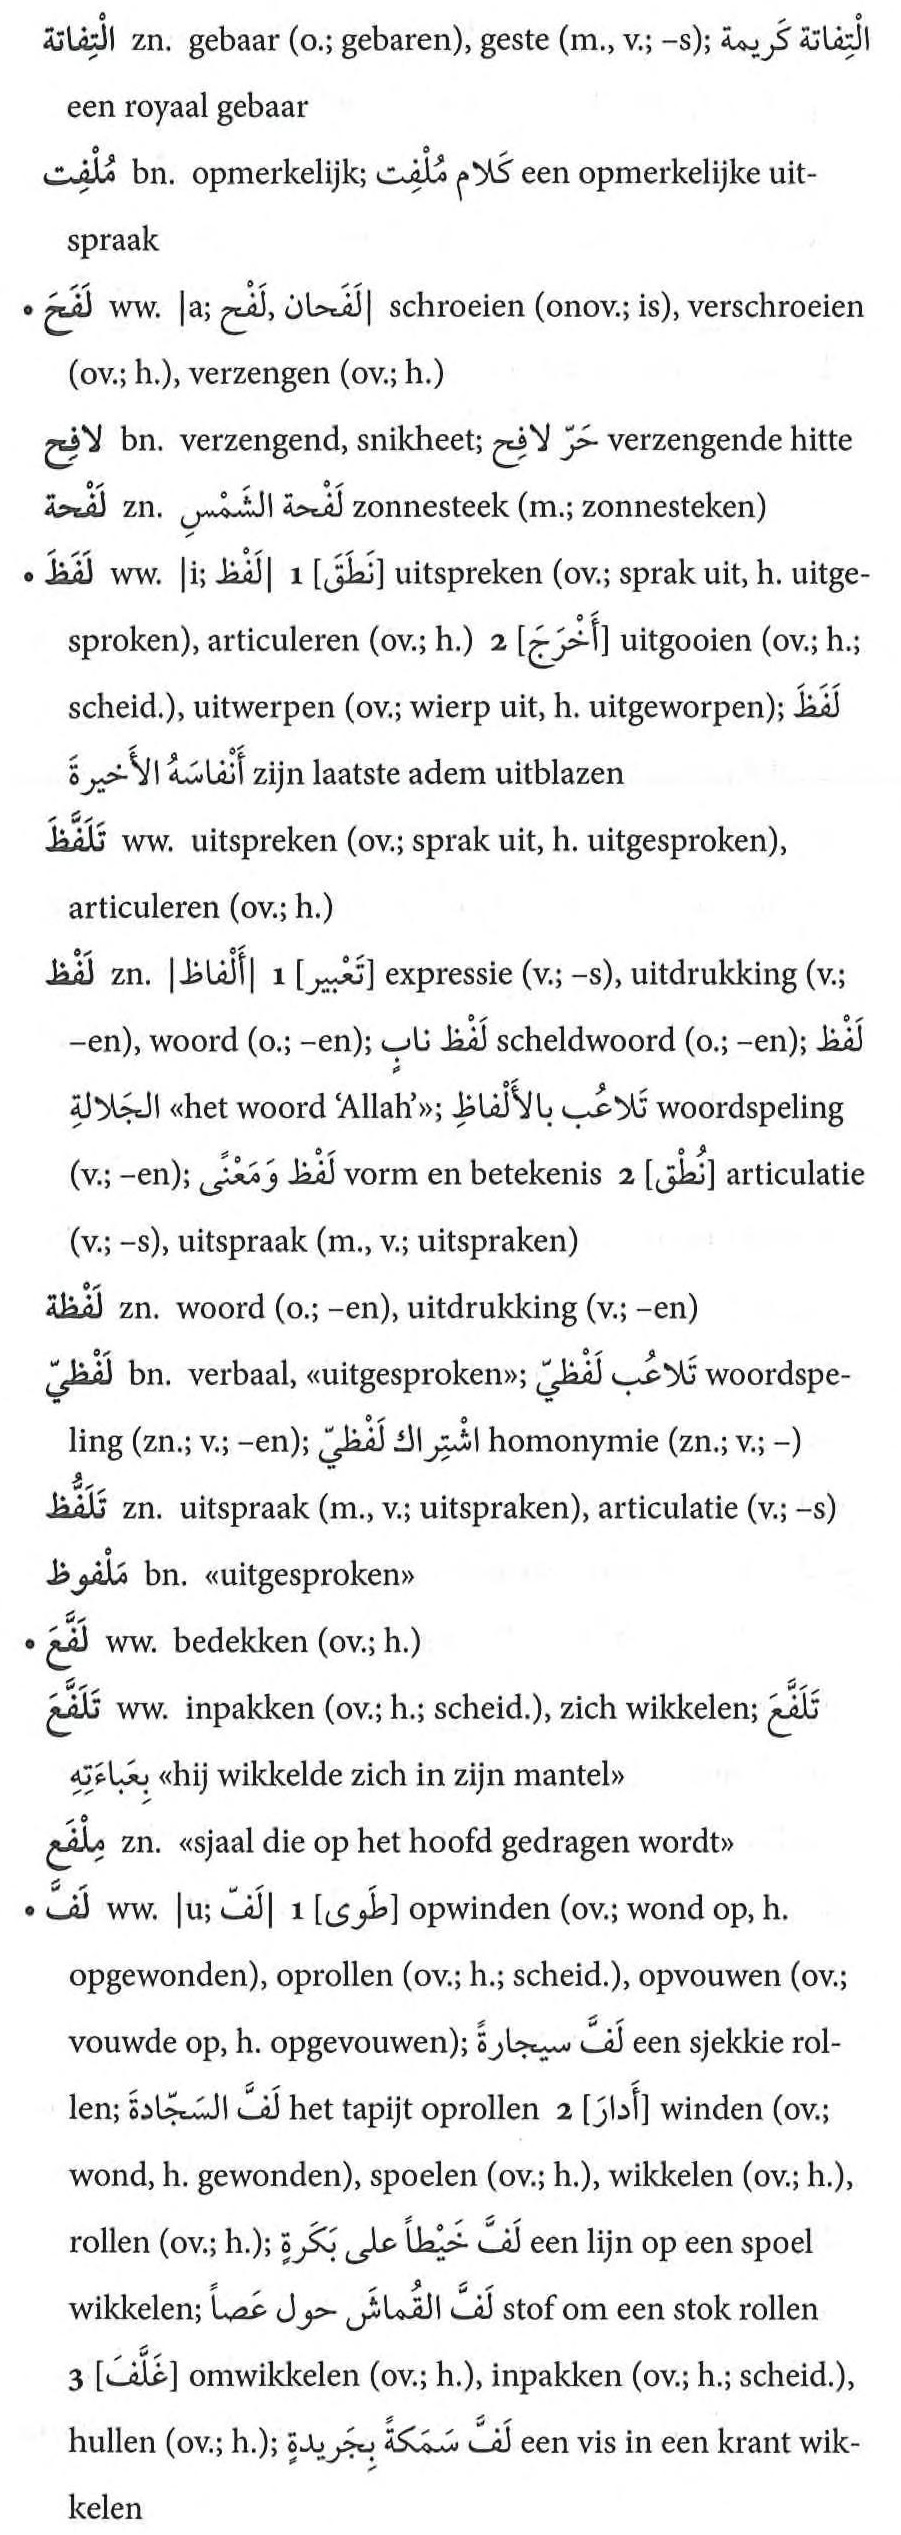 الْتِفاتة zn. gebaar (o.; gebaren), geste (m., v.; –s); الْتِفاتة كَريمة
een royaal gebaar
مُلْفِت bn. opmerkelijk; كَلام مُلْفِت een opmerkelijke uit-
spraak
• لَفَحَ ww. |a; لَفْح, لَفَحان| schroeien (onov.; is), verschroeien
(ov.; h.), verzengen (ov.; h.)
لافِح bn. verzengend, snikheet; حَرّ لافِح verzengende hitte
لَفْحة zn. لَفْحة الشَمْسِ zonnesteek (m.; zonnesteken)
• لَفَظَ ww. |i; لَفْظ| 1 [نَطَقَ] uitspreken (ov.; sprak uit, h. uitge-
sproken), articuleren (ov.; h.) 2 [أَخْرَجَ] uitgooien (ov.; h.;
scheid.), uitwerpen (ov.; wierp uit, h. uitgeworpen); لَفَظَ
أَنْفاسَهُ الأَخيرةَ zijn laatste adem uitblazen
تَلَفَّظَ ww. uitspreken (ov.; sprak uit, h. uitgesproken),
articuleren (ov.; h.)
لَفْظ zn. |أَلْفاظ| 1 [تَعْبير] expressie (v.; –s), uitdrukking (v.;
–en), woord (o.; –en); لَفْظ نابٍ scheldwoord (o.; –en); لَفْظ
الجَلالةِ «het woord ‘Allah’»; تَلاعُب بالأَلْفاظِ woordspeling
(v.; –en); لَفْظ وَمَعْنًى vorm en betekenis 2 [نُطْق] articulatie
(v.; –s), uitspraak (m., v.; uitspraken)
لَفْظة zn. woord (o.; –en), uitdrukking (v.; –en)
لَفْظيّ bn. verbaal, «uitgesproken»; تَلاعُب لَفْظيّ woordspe-
ling (zn.; v.; –en); اشْتِراك لَفْظيّ homonymie (zn.; v.; –)
تَلَفُّظ zn. uitspraak (m., v.; uitspraken), articulatie (v.; –s)
مَلْفوظ bn. «uitgesproken»
• لَفَّعَ ww. bedekken (ov.; h.)
تَلَفَّعَ ww. inpakken (ov.; h.; scheid.), zich wikkelen; تَلَفَّعَ
بِعَباءَتِهِ «hij wikkelde zich in zijn mantel»
مِلْفَع zn. «sjaal die op het hoofd gedragen wordt»
• لَفَّ ww. |u; لَفّ| 1 [طَوى] opwinden (ov.; wond op, h.
opgewonden), oprollen (ov.; h.; scheid.), opvouwen (ov.;
vouwde op, h. opgevouwen); لَفَّ سيجارةً een sjekkie rol-
len; لَفَّ السَجّادةَ het tapijt oprollen 2 [أَدارَ] winden (ov.;
wond, h. gewonden), spoelen (ov.; h.), wikkelen (ov.; h.),
rollen (ov.; h.); لَفَّ خَيْطاً على بَكَرةٍ een lijn op een spoel
wikkelen; لَفَّ القُماشَ حول عَصاً stof om een stok rollen
3 [غَلَّفَ] omwikkelen (ov.; h.), inpakken (ov.; h.; scheid.),
hullen (ov.; h.); لَفَّ سَمَكةً بِجَريدةٍ een vis in een krant wik-
kelen